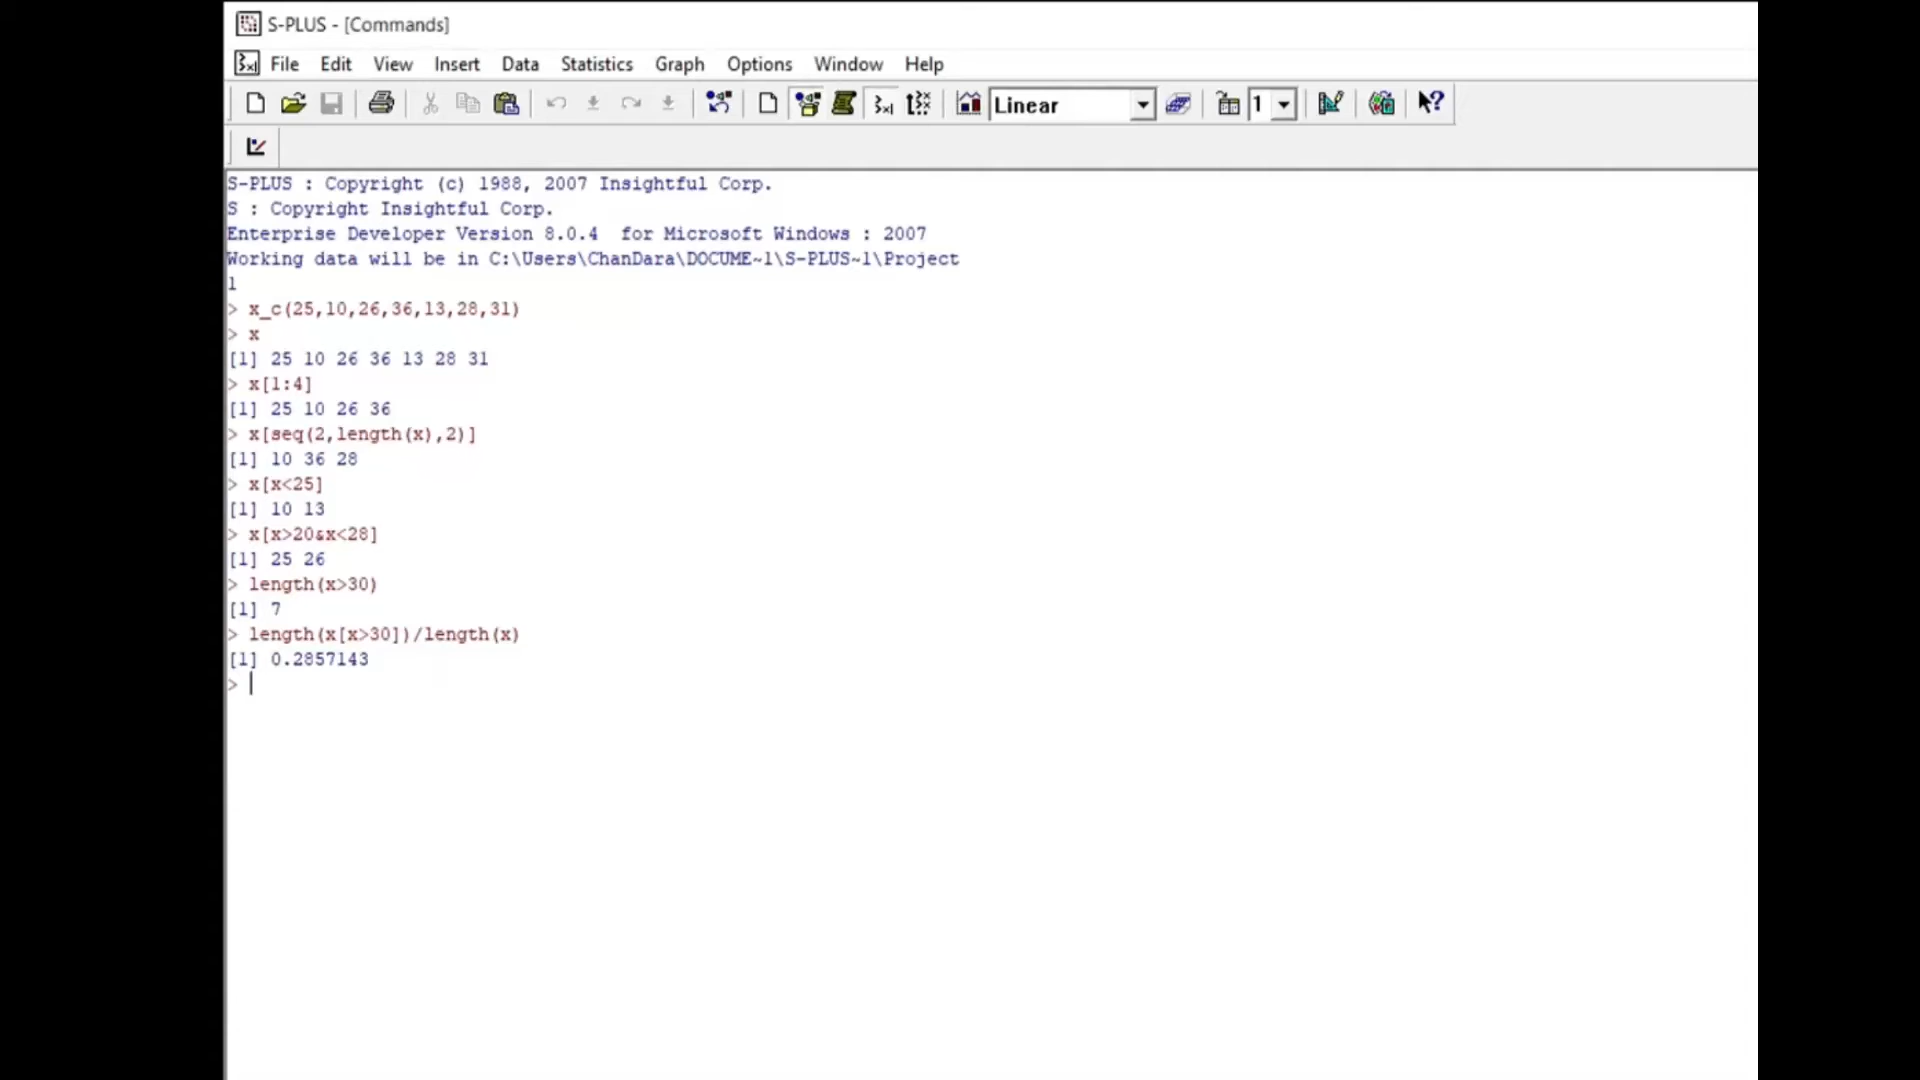 S-PLUS - [Commands]
File Edit View Insert Data Statistics Graph Options Window Help
Linear 1
S-PLUS : Copyright (c) 1988, 2007 Insightful Corp.
S : Copyright Insightful Corp.
Enterprise Developer Version 8.0.4  for Microsoft Windows : 2007
Working data will be in C:\Users\ChanDara\DOCUME~1\S-PLUS~1\Project
1
> x_c(25,10,26,36,13,28,31)
> x
[1] 25 10 26 36 13 28 31
> x[1:4]
[1] 25 10 26 36
> x[seq(2,length(x),2)]
[1] 10 36 28
> x[x<25]
[1] 10 13
> x[x>20&x<28]
[1] 25 26
> length(x>30)
[1] 7
> length(x[x>30])/length(x)
[1] 0.2857143
>